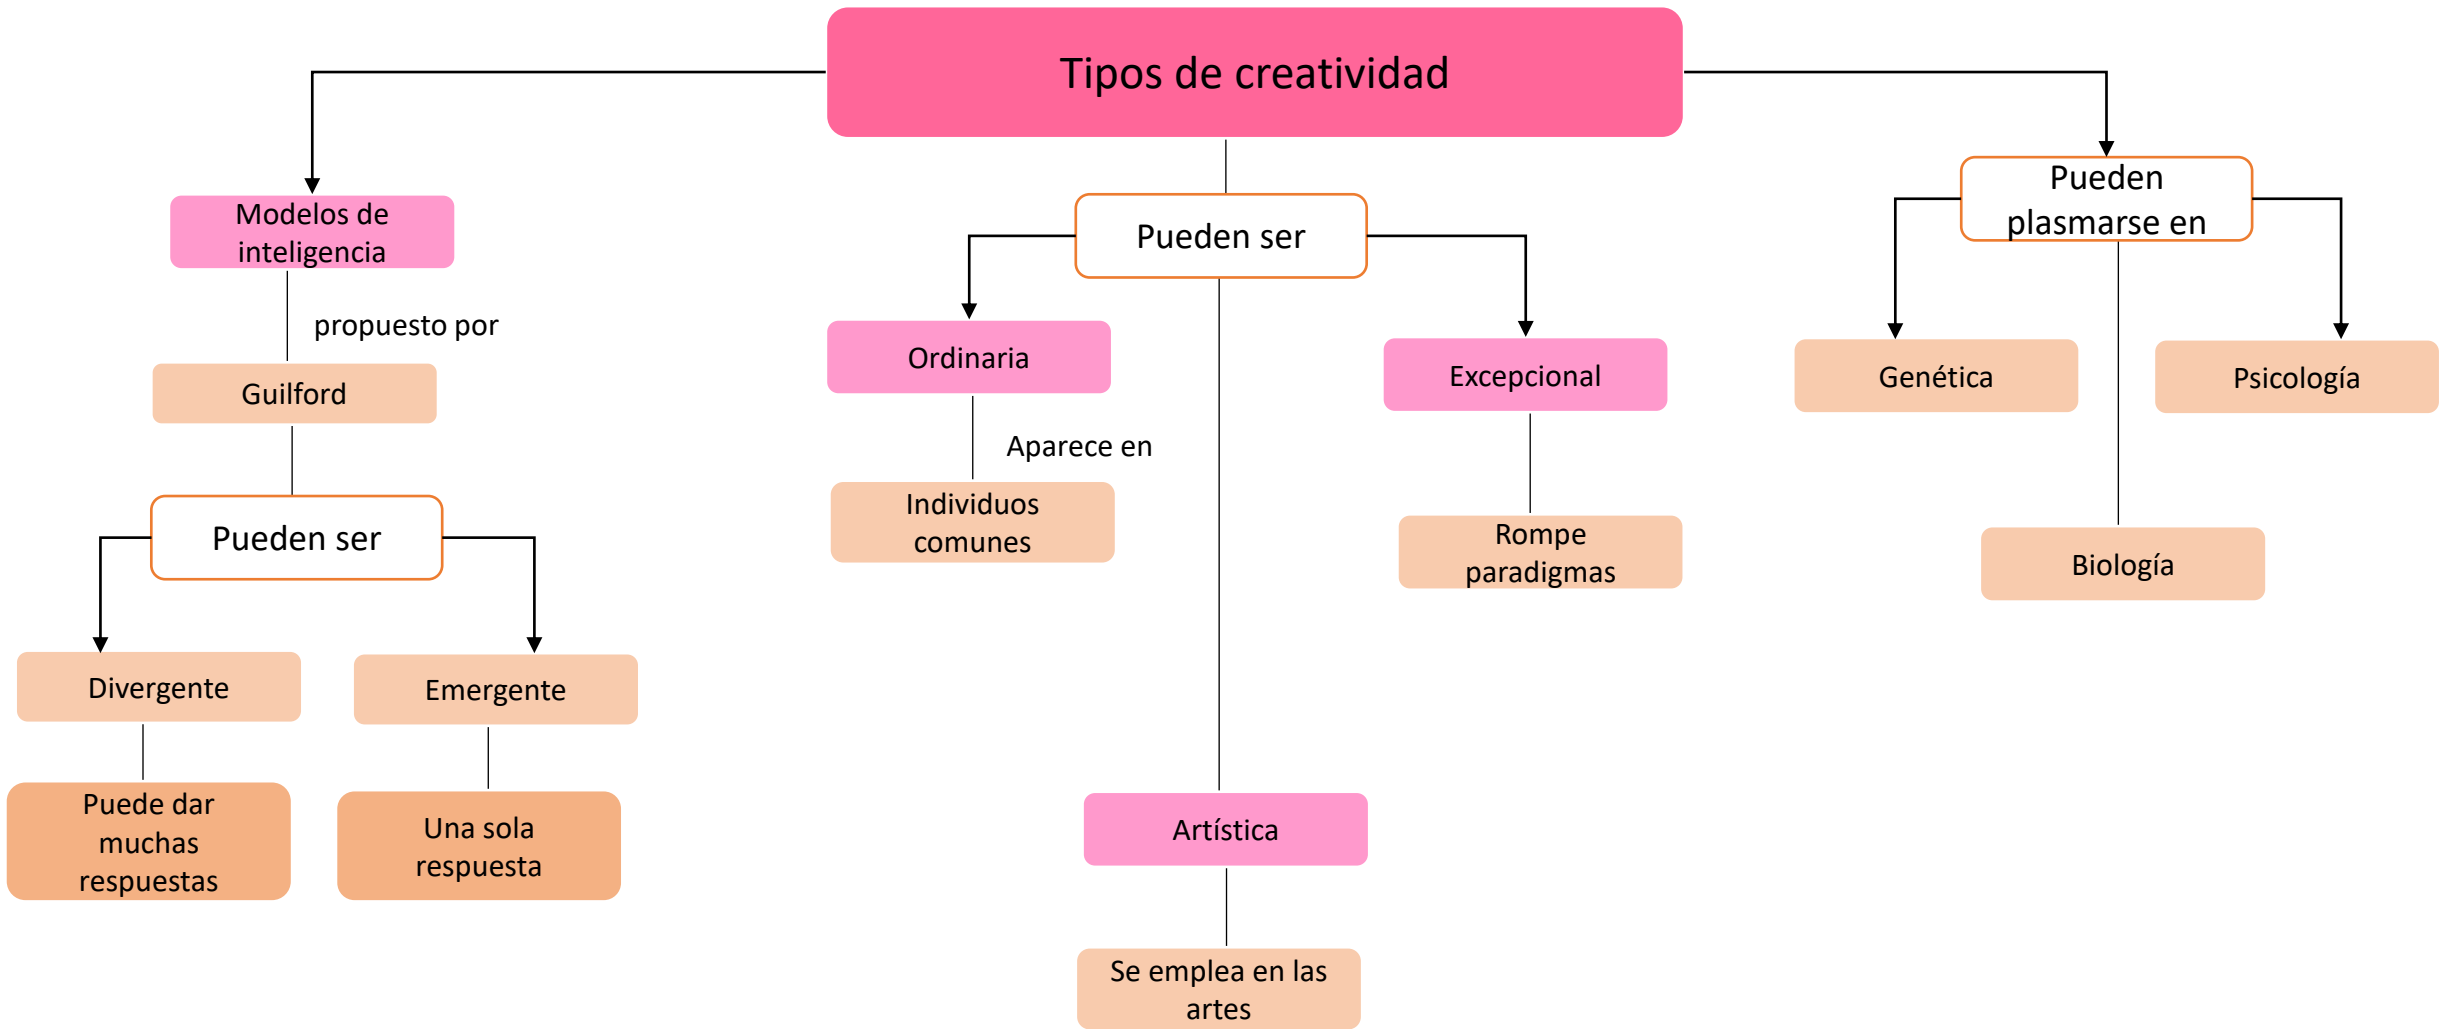 Tipos de creatividad
Modelos de
inteligencia
propuesto por
Guilford
Pueden ser
Divergente
Emergente
Puede dar
muchas
respuestas
Una sola
respuesta
Pueden ser
Ordinaria
Aparece en
Individuos
comunes
Excepcional
Rompe
paradigmas
Artística
Se emplea en las
artes
Pueden
plasmarse en
Genética
Psicología
Biología